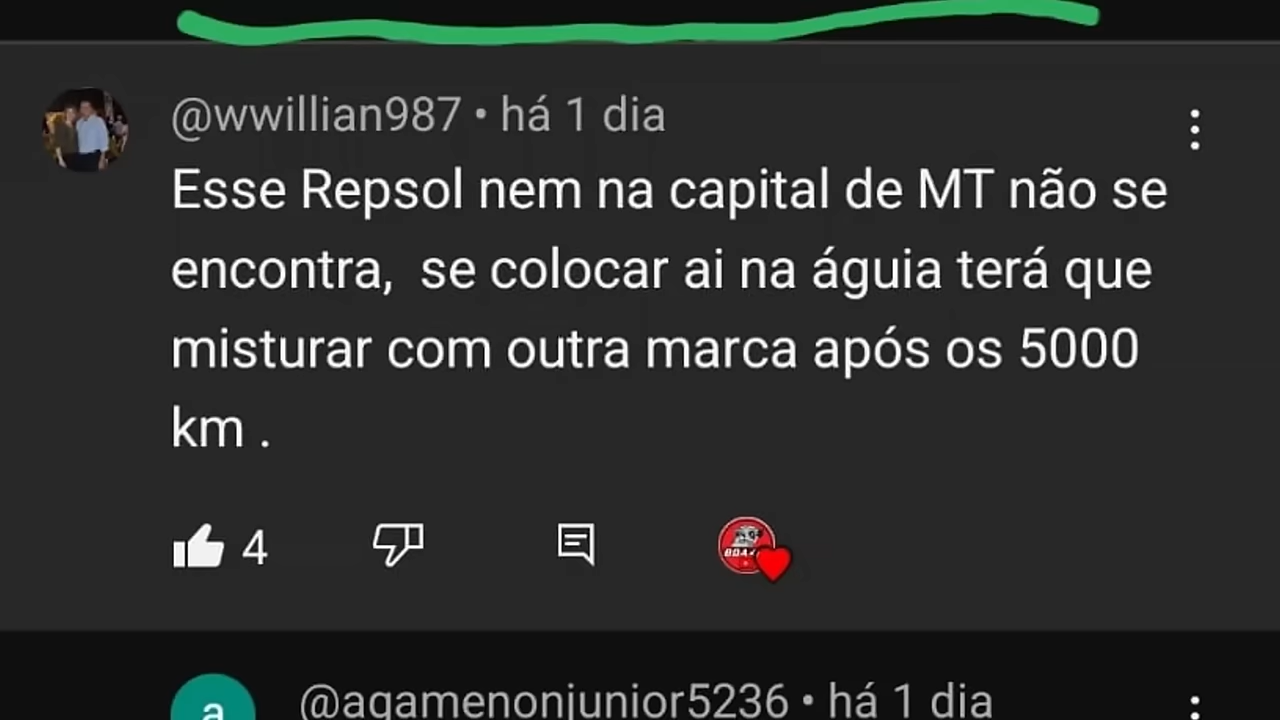 @wwillian987 • há 1 dia
Esse Repsol nem na capital de MT não se
encontra,  se colocar ai na águia terá que
misturar com outra marca após os 5000
km .
4
@agamenonjunior5236 • há 1 dia
a